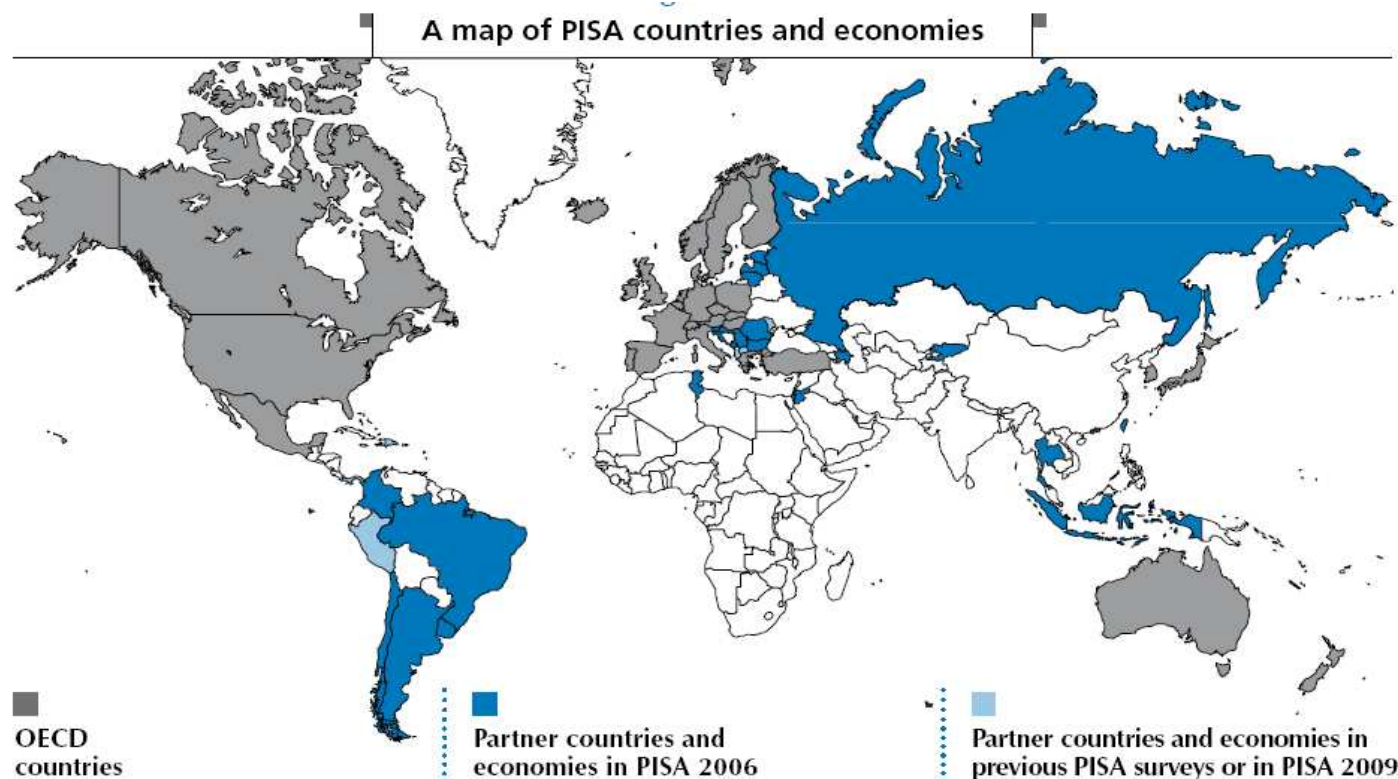 A map of PISA countries and economies
OECD
countries
Partner countries and
economies in PISA 2006
Partner countries and economies in
previous PISA surveys or in PISA 2009